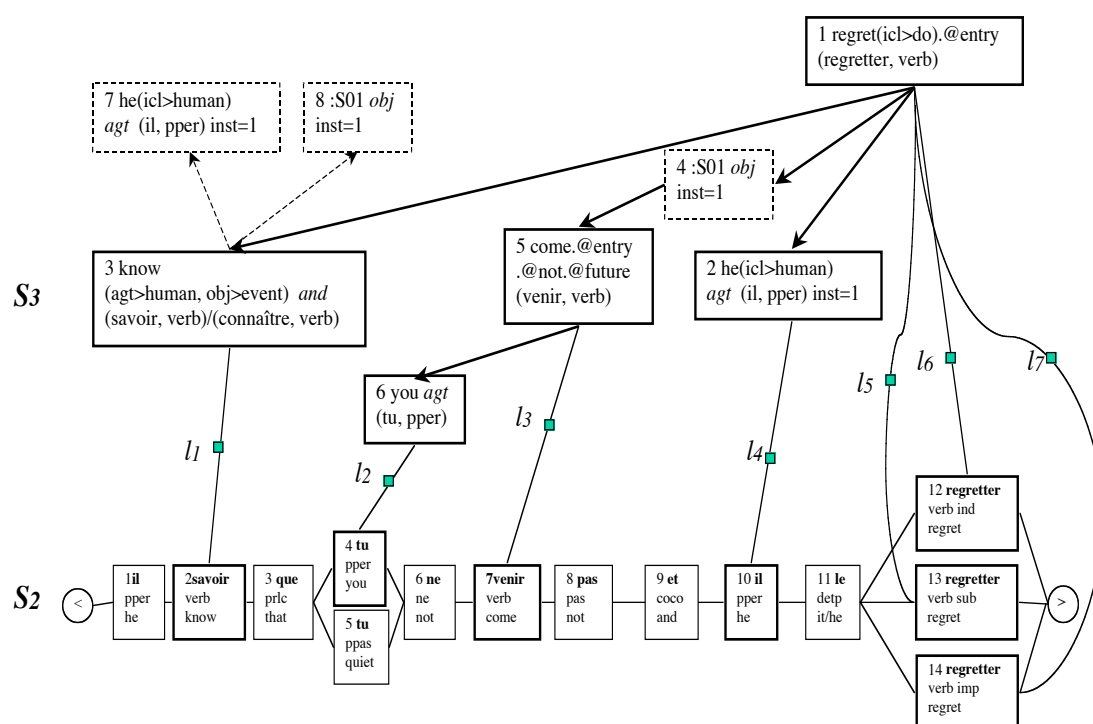 1 regret(icl>do).@entry
(regretter, verb)
7 he(icl>human)
agt (il, pper) inst=1
8 :S01 obj
inst=1
4 :S01 obj
inst=1
S3
3 know
(agt>human, obj>event) and
(savoir, verb)/(connaître, verb)
5 come.@entry
.@not.@future
(venir, verb)
2 he(icl>human)
agt (il, pper) inst=1
6 you agt
(tu, pper)
l1
l2
l3
l4
l5
l6
l7
S2
<
1il
pper
he
2savoir
verb
know
3 que
prlc
that
4 tu
pper
you
5 tu
ppas
quiet
6 ne
ne
not
7venir
verb
come
8 pas
pas
not
9 et
coco
and
10 il
pper
he
11 le
detp
it/he
12 regretter
verb ind
regret
13 regretter
verb sub
regret
14 regretter
verb imp
regret
>